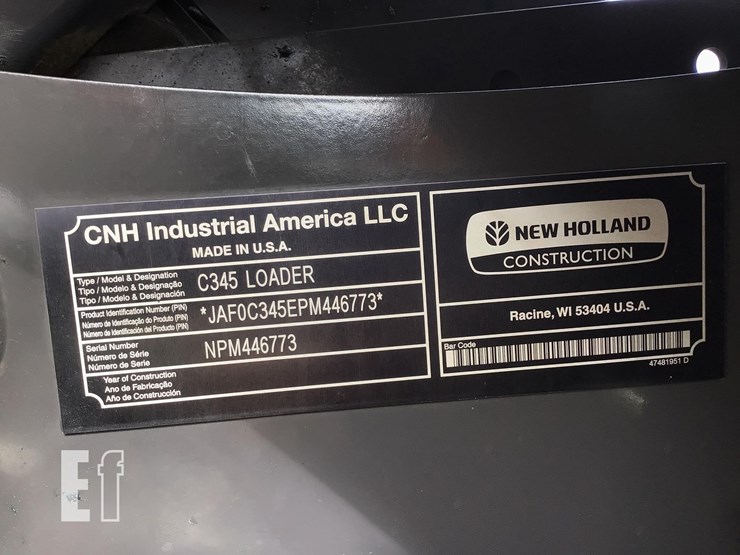 CNH Industrial America LLC
MADE IN U.S.A.
Type / Model & Designation
Tipo / Modelo & Designação
Tipo / Modelo & Designación
C345 LOADER
Product Identification Number (PIN)
Número de Identificação do Produto (PIN)
Número de Identificación del Producto (PIN)
*JAF0C345EPM446773*
Serial Number
Número de Série
Número de Serie
NPM446773
Year of Construction
Ano de Fabricação
Año de Construcción
NEW HOLLAND
CONSTRUCTION
Racine, WI 53404 U.S.A.
Bar Code
47481951 D
Ef